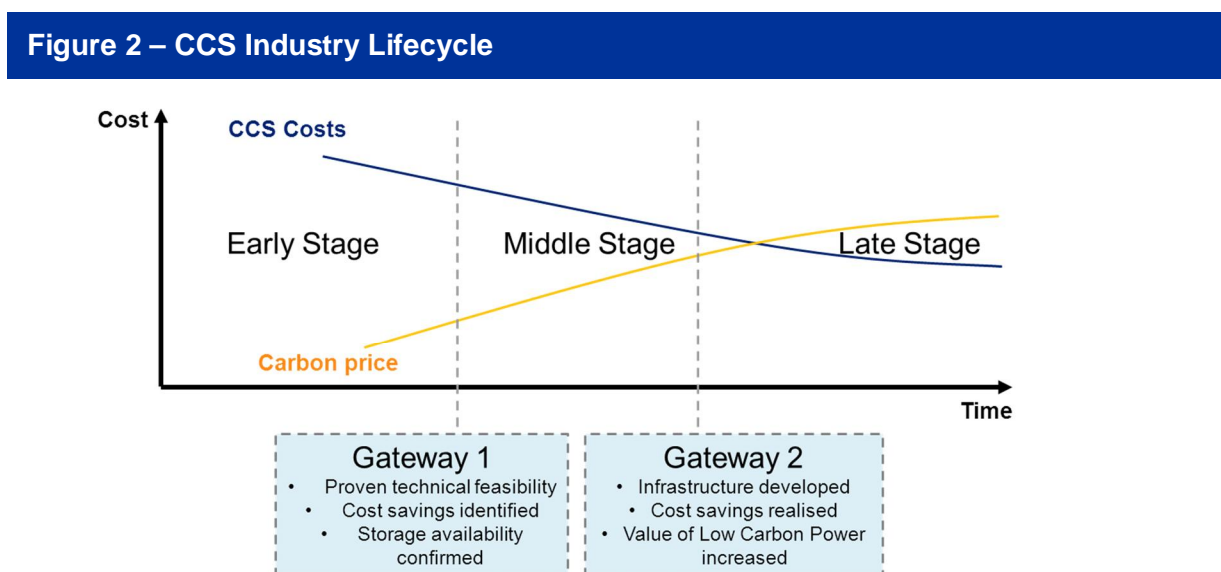 Figure 2 – CCS Industry Lifecycle
Cost
CCS Costs
Early Stage
Middle Stage
Late Stage
Carbon price
Time
Gateway 1
• Proven technical feasibility
• Cost savings identified
• Storage availability
confirmed
Gateway 2
• Infrastructure developed
• Cost savings realised
• Value of Low Carbon Power
increased